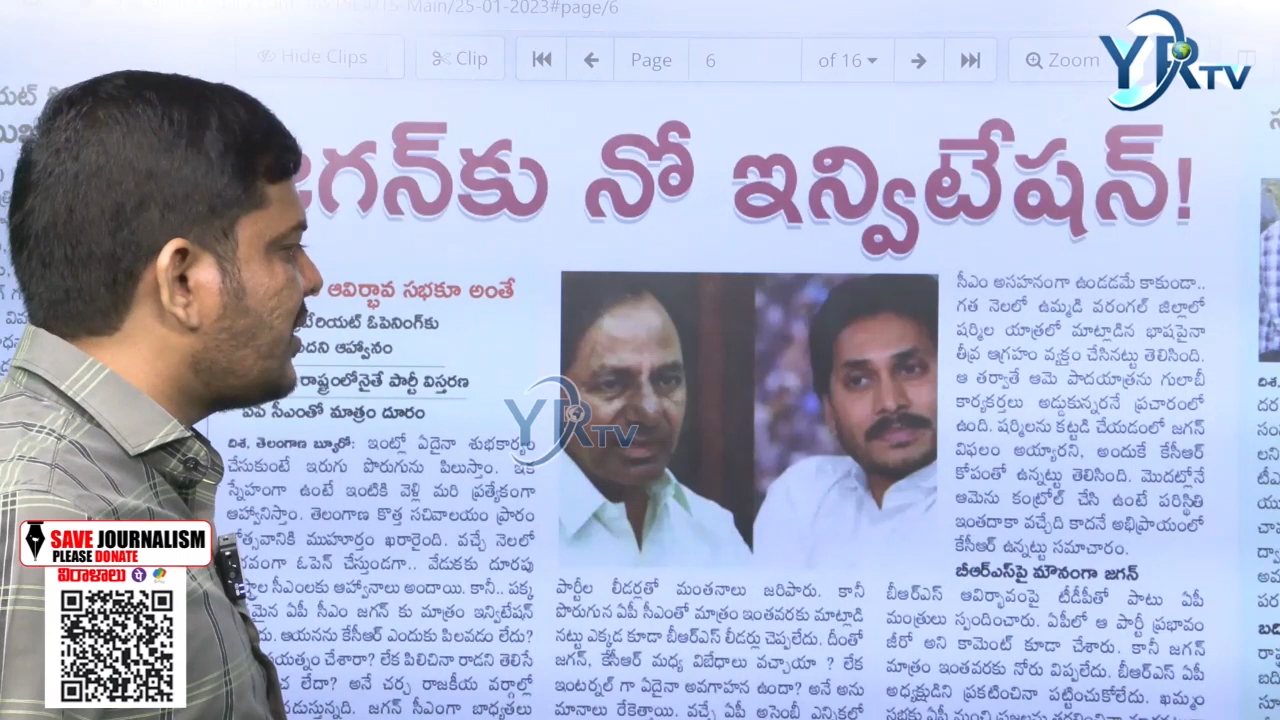 -Main/25-01-2023#page/6
Hide Clips
Clip
Page
6
of 16
Zoom
YRTV
జగన్‌కు నో ఇన్విటేషన్!
ఆవిర్భావ సభకూ అంతే
ఓపెనింగ్‌కు
ఆహ్వానం
రాష్ట్రంలోనైతే పార్టీ విస్తరణ
ఏపీ సీఎంతో మాత్రం దూరం
దిశ, తెలంగాణ బ్యూరో: ఇంట్లో ఏదైనా శుభకార్యం
చేసుకుంటే ఇరుగు పొరుగును పిలుస్తాం. ఇక
స్నేహంగా ఉంటే ఇంటికి వెళ్లి మరి ప్రత్యేకంగా
ఆహ్వానిస్తాం. తెలంగాణ కొత్త సచివాలయం ప్రారం
భోత్సవానికి ముహూర్తం ఖరారైంది. వచ్చే నెలలో
ఓపెన్ చేస్తుండగా.. వేడుకకు దూరపు
సీఎంలకు ఆహ్వానాలు అందాయి. కానీ.. పక్క
ఏపీ సీఎం జగన్ కు మాత్రం ఇన్విటేషన్
ఆయనను కేసీఆర్ ఎందుకు పిలవడం లేదు?
చేశారా? లేక పిలిచినా రాడని తెలిసే
లేదా? అనే చర్చ రాజకీయ వర్గాల్లో
నడుస్తున్నది. జగన్ సీఎంగా బాధ్యతలు
YRTV
పార్టీల లీడర్లతో మంతనాలు జరిపారు. కానీ
పొరుగున ఏపీ సీఎంతో మాత్రం ఇంతవరకు మాట్లాడి
నట్టు ఎక్కడ కూడా బీఆర్ఎస్ లీడర్లు చెప్పలేదు. దీంతో
జగన్, కేసీఆర్ మధ్య విబేధాలు వచ్చాయా ? లేక
ఇంటర్నల్ గా ఏదైనా అవగాహన ఉందా? అనే అను
మానాలు రేకెత్తాయి. వచ్చే ఏపీ అసెంబ్లీ ఎన్నికల్లో
సీఎం అసహనంగా ఉండడమే కాకుండా..
గత నెలలో ఉమ్మడి వరంగల్ జిల్లాలో
షర్మిల యాత్రలో మాట్లాడిన భాషపైనా
తీవ్ర ఆగ్రహం వ్యక్తం చేసినట్టు తెలిసింది.
ఆ తర్వాతే ఆమె పాదయాత్రను గులాబీ
కార్యకర్తలు అడ్డుకున్నారనే ప్రచారంలో
ఉంది. షర్మిలను కట్టడి చేయడంలో జగన్
విఫలం అయ్యారని, అందుకే కేసీఆర్
కోపంతో ఉన్నట్టు తెలిసింది. మొదట్లోనే
ఆమెను కంట్రోల్ చేసి ఉంటే పరిస్థితి
ఇంతదాకా వచ్చేది కాదనే అభిప్రాయంలో
కేసీఆర్ ఉన్నట్టు సమాచారం.
బీఆర్ఎస్‌పై మౌనంగా జగన్
బీఆర్ఎస్ ఆవిర్భావంపై టీడీపీతో పాటు ఏపీ
మంత్రులు స్పందించారు. ఏపీలో ఆ పార్టీ ప్రభావం
జీరో అని కామెంట్ కూడా చేశారు. కానీ జగన్
మాత్రం ఇంతవరకు నోరు విప్పలేదు. బీఆర్ఎస్ ఏపీ
అధ్యక్షుడిని ప్రకటించినా పట్టించుకోలేదు. ఖమ్మం
SAVE JOURNALISM
PLEASE DONATE
విరాళాలు